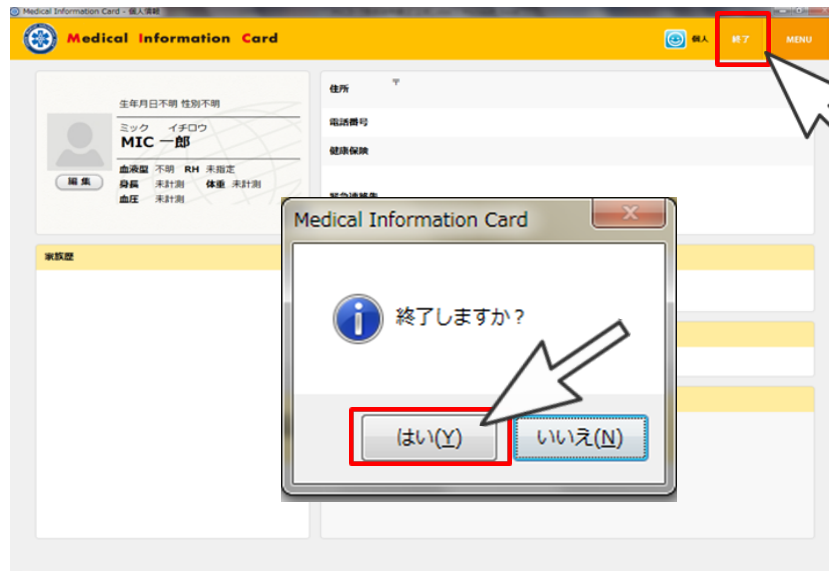 Medical Information Card - 個人情報
Medical Information Card
個人
終了
MENU
生年月日不明 性別不明
ミック イチロウ
MIC 一郎
血液型 不明 RH 未指定
身長 未計測 体重 未計測
血圧 未計測
編集
住所 〒
電話番号
健康保険
緊急連絡先
家族歴
Medical Information Card
終了しますか？
はい(Y)
いいえ(N)